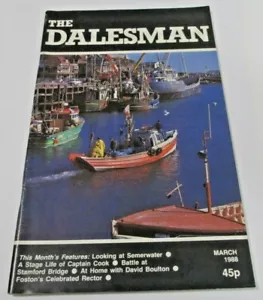 THE
DALESMAN
This Month's Features: Looking at Semerwater ●
A Stage Life of Captain Cook ● Battle at
Stamford Bridge ● At Home with David Boulton ●
Foston's Celebrated Rector ●
MARCH
1988
45p